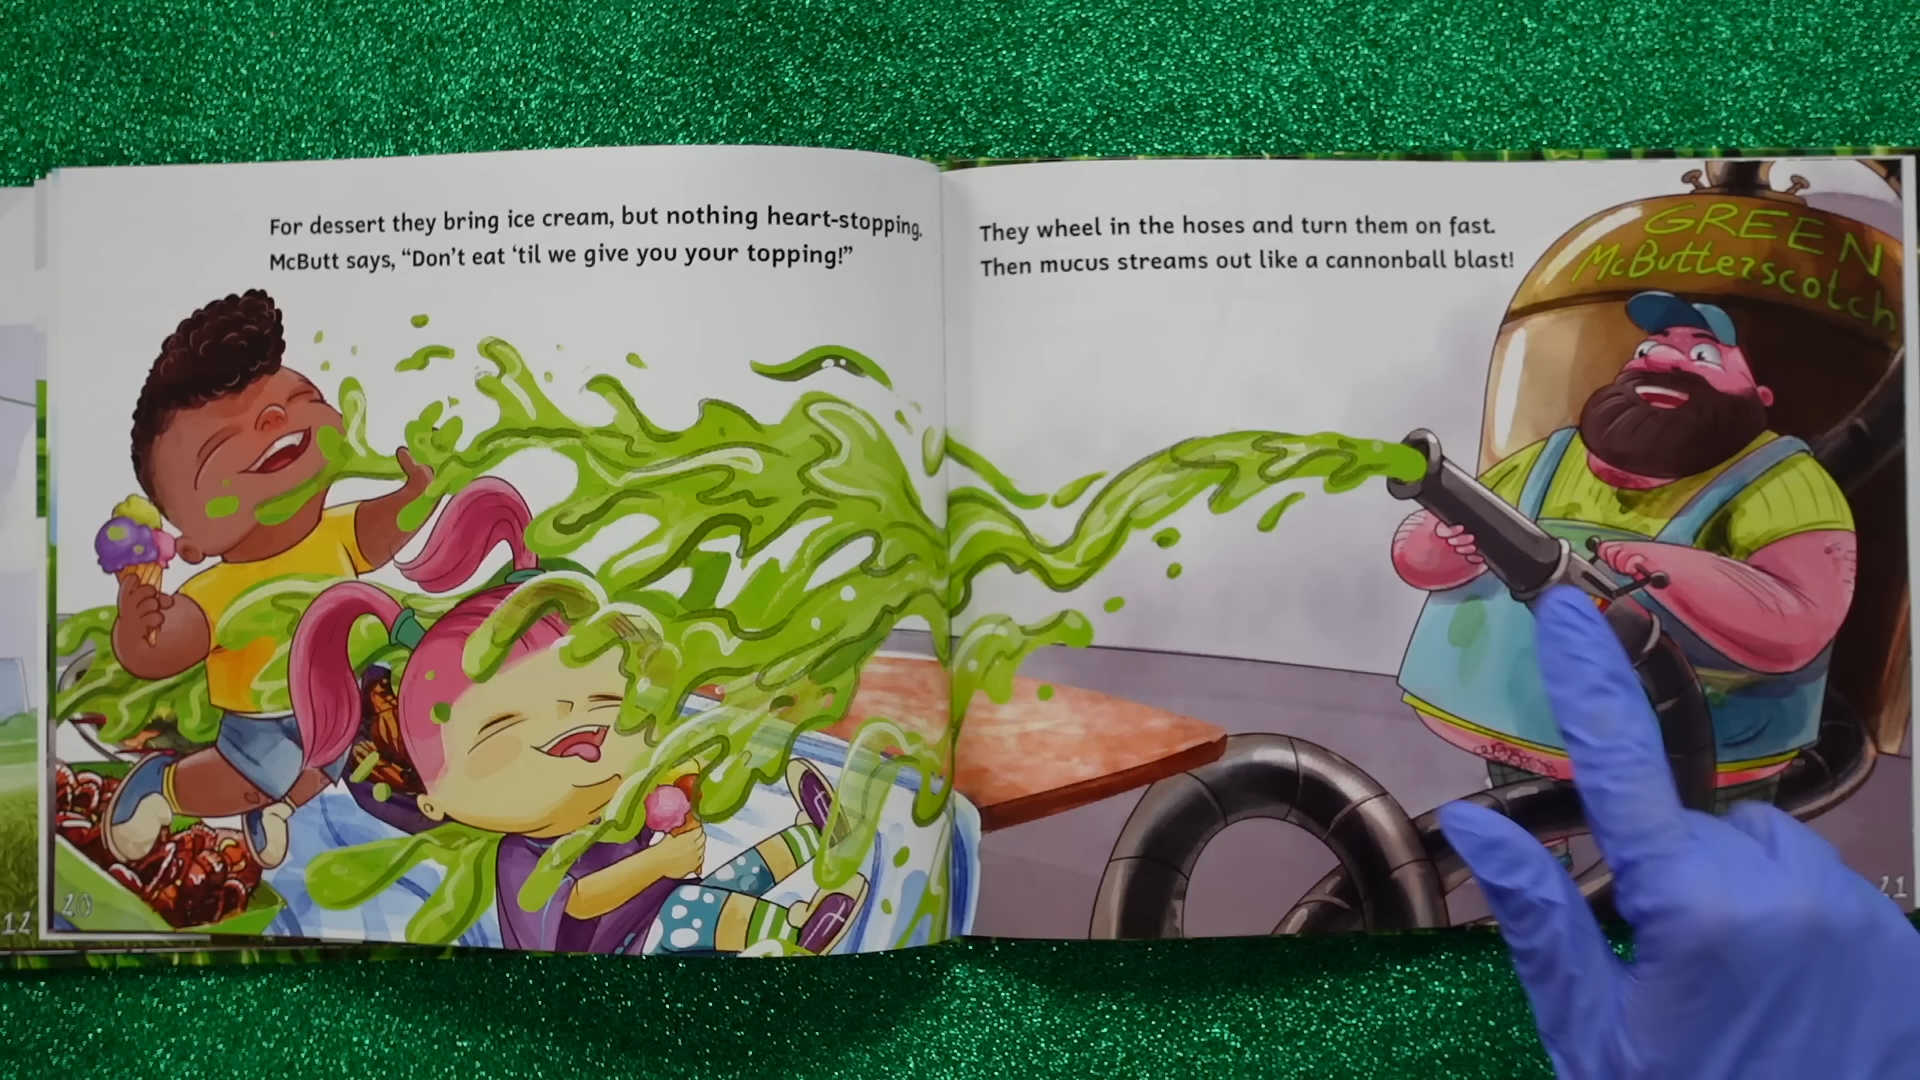 For dessert they bring ice cream, but nothing heart-stopping.
McButt says, “Don’t eat ‘til we give you your topping!”
They wheel in the hoses and turn them on fast.
Then mucus streams out like a cannonball blast!
GREEN
McButterscotch
12
20
21